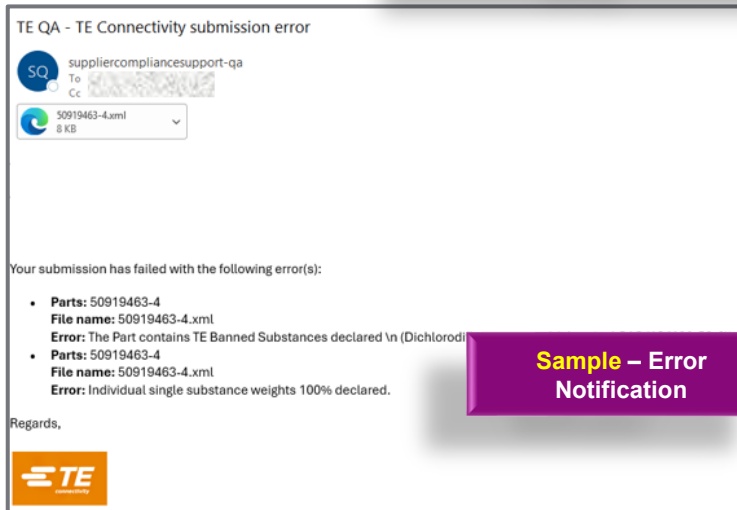 TE QA - TE Connectivity submission error
SQ
suppliercompliancesupport-qa
To
Cc
50919463-4.xml
8 KB
Your submission has failed with the following error(s):
• Parts: 50919463-4
File name: 50919463-4.xml
Error: The Part contains TE Banned Substances declared \n (Dichlorodi
• Parts: 50919463-4
File name: 50919463-4.xml
Error: Individual single substance weights 100% declared.
Sample – Error
Notification
Regards,
TE
connectivity